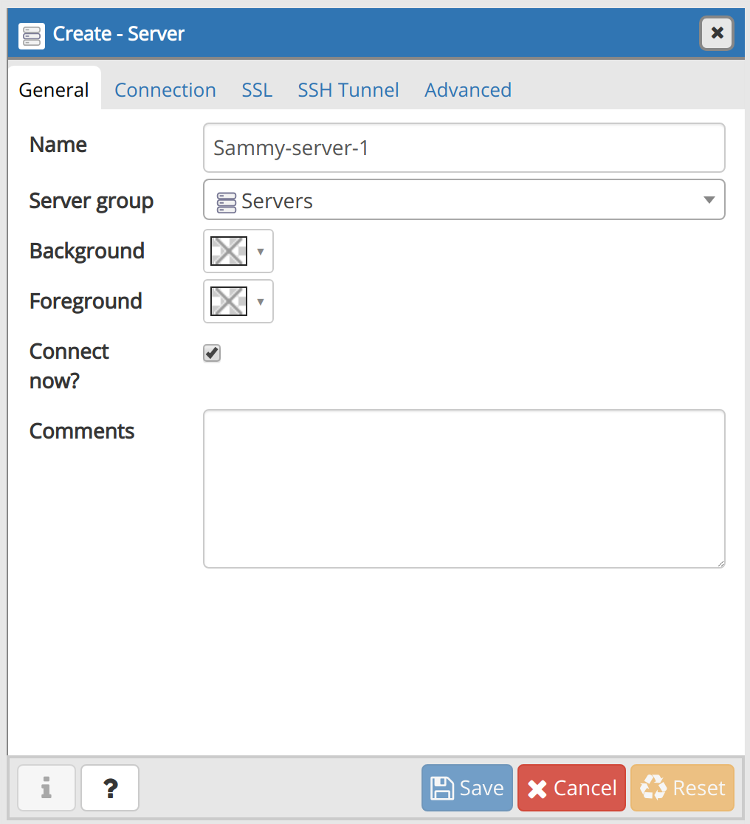 Create - Server
General Connection SSL SSH Tunnel Advanced
Name Sammy-server-1
Server group Servers
Background
Foreground
Connect
now?
Comments
i ? Save Cancel Reset